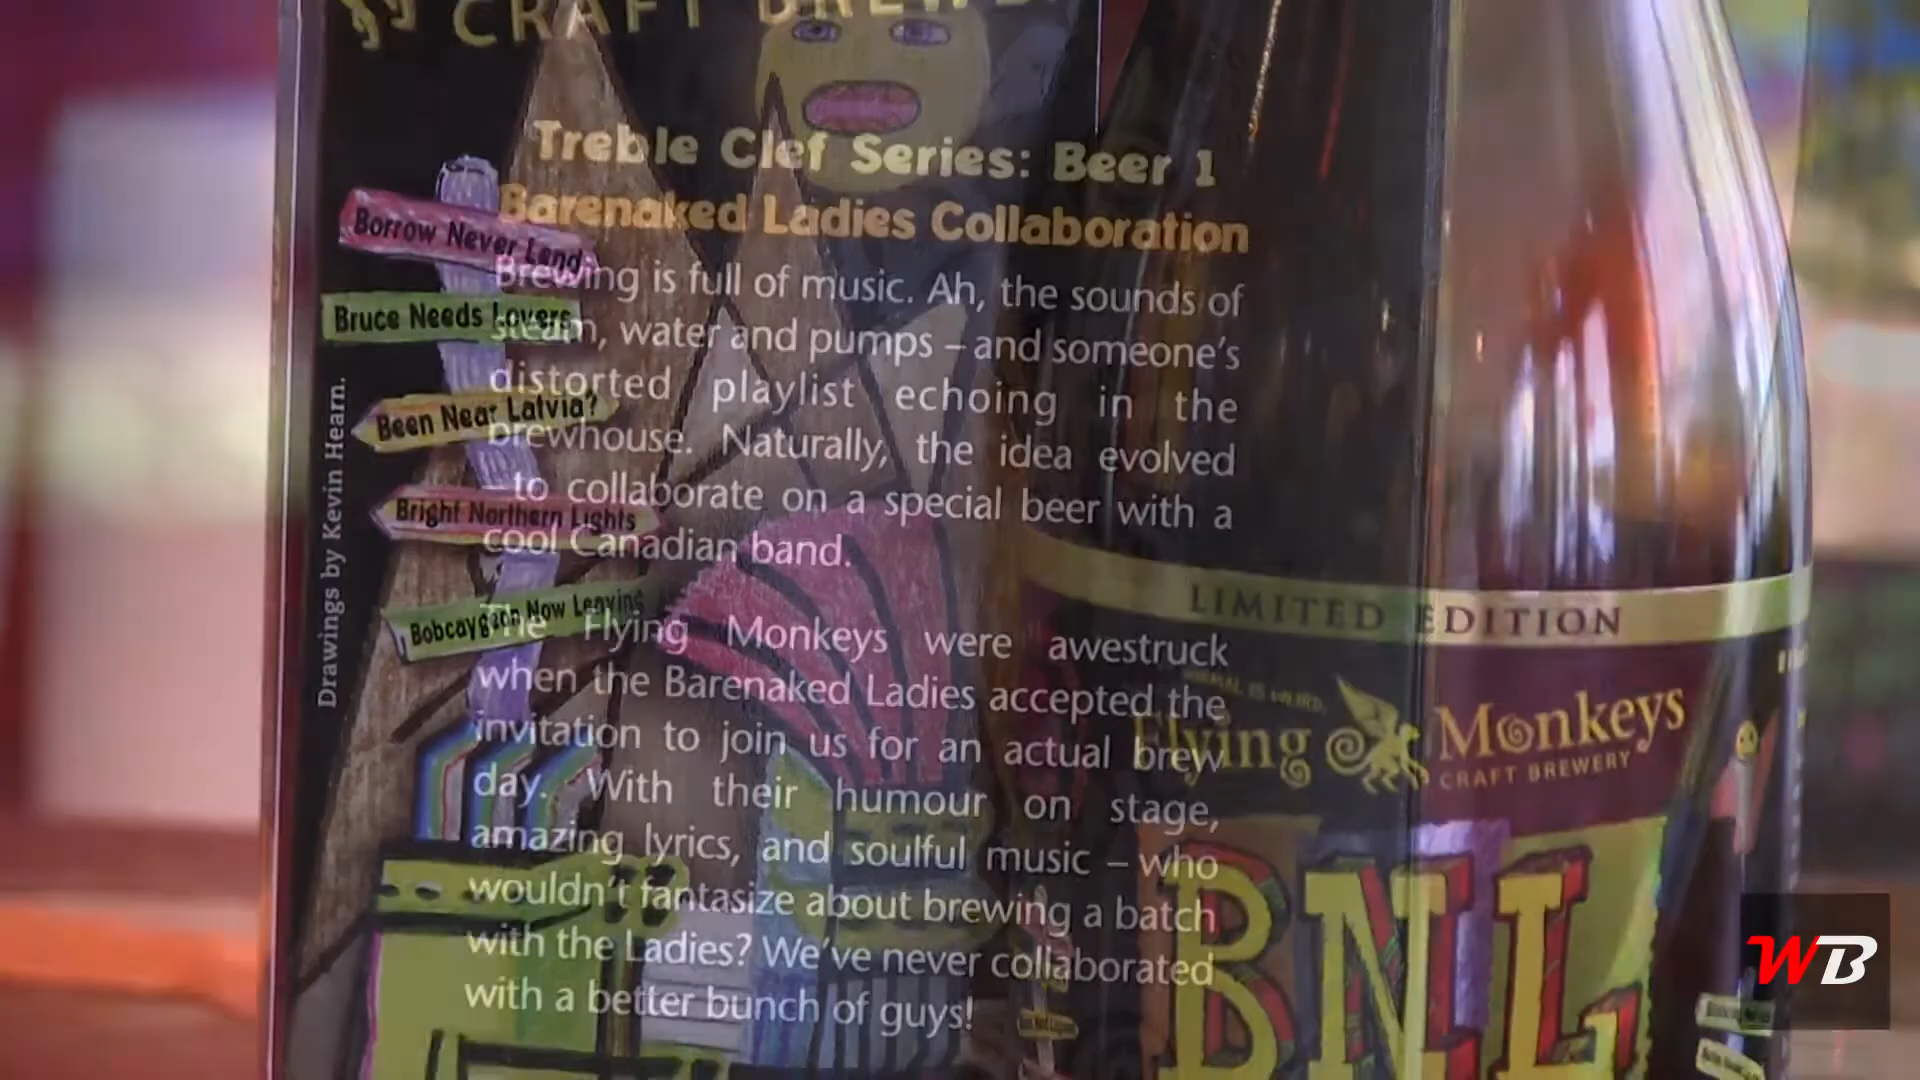 CRAFT
Treble Clef Series: Beer 1
Barenaked Ladies Collaboration
Brewing is full of music. Ah, the sounds of
steam, water and pumps – and someone's
distorted playlist echoing in the
brewhouse. Naturally, the idea evolved
to collaborate on a special beer with a
cool Canadian band.
The Flying Monkeys were awestruck
when the Barenaked Ladies accepted the
invitation to join us for an actual brew
day. With their humour on stage,
amazing lyrics, and soulful music – who
wouldn't fantasize about brewing a batch
with the Ladies? We've never collaborated
with a better bunch of guys!
Borrow Never Lend
Bruce Needs Lovers
Been Near Latvia?
Bright Northern Lights
Bobcaygeon Now Leaving
Drawings by Kevin Hearn.
LIMITED EDITION
NORMAL IS WEIRD.
Flying Monkeys
CRAFT BREWERY
BNL
WB